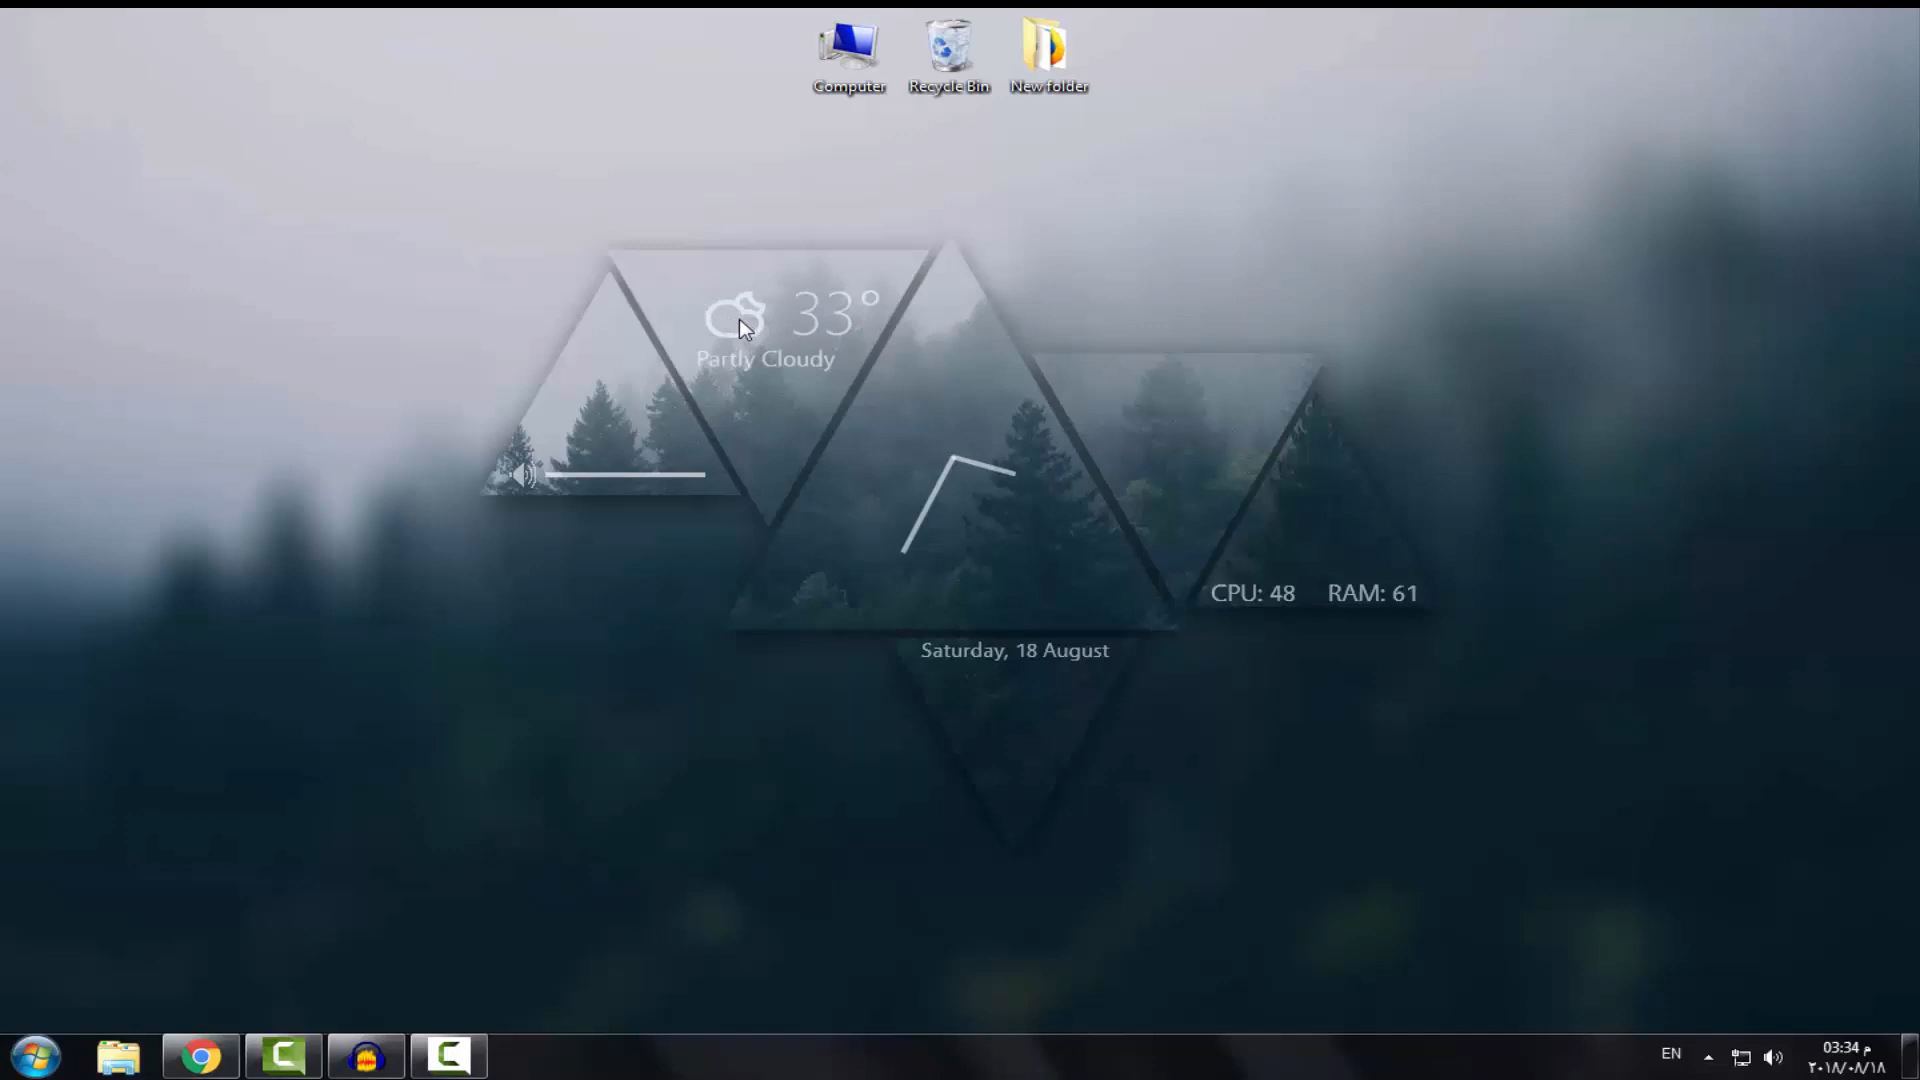 Computer
Recycle Bin
New folder
33°
Partly Cloudy
CPU: 48
RAM: 61
Saturday, 18 August
EN
03:34 م
٢٠١٨/٠٨/١٨